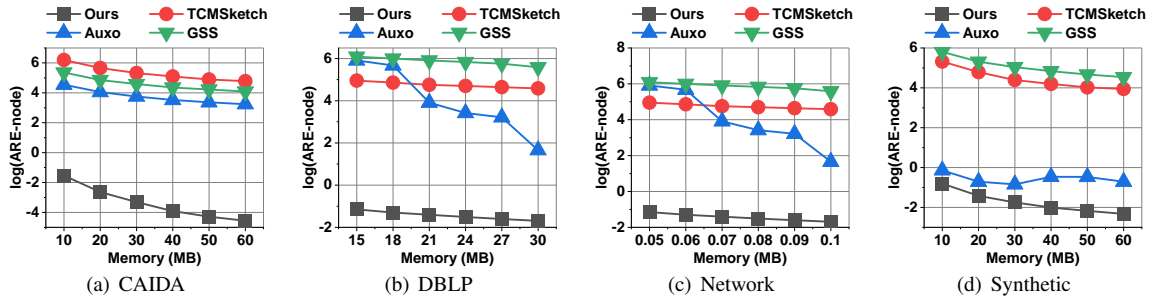 Ours TCMSketch
Auxo GSS
log(ARE-node)
6
4
2
0
-2
-4
10 20 30 40 50 60
Memory (MB)
(a) CAIDA
Ours TCMSketch
Auxo GSS
log(ARE-node)
6
4
2
0
-2
15 18 21 24 27 30
Memory (MB)
(b) DBLP
Ours TCMSketch
Auxo GSS
log(ARE-node)
8
6
4
2
0
-2
0.05 0.06 0.07 0.08 0.09 0.1
Memory (MB)
(c) Network
Ours TCMSketch
Auxo GSS
log(ARE-node)
6
4
2
0
-2
10 20 30 40 50 60
Memory (MB)
(d) Synthetic